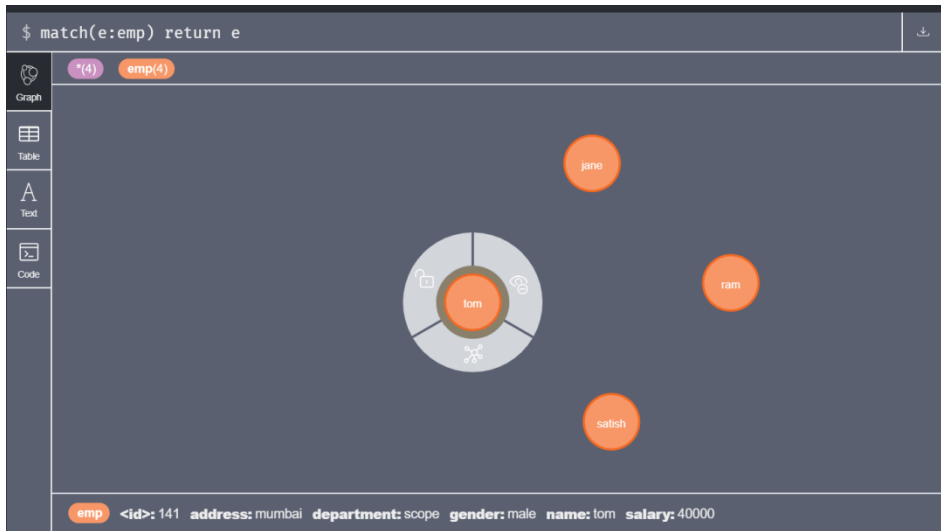 $ match(e:emp) return e
*(4) emp(4)
Graph
Table
A
Text
Code
jane
ram
tom
satish
emp <id>: 141 address: mumbai department: scope gender: male name: tom salary: 40000